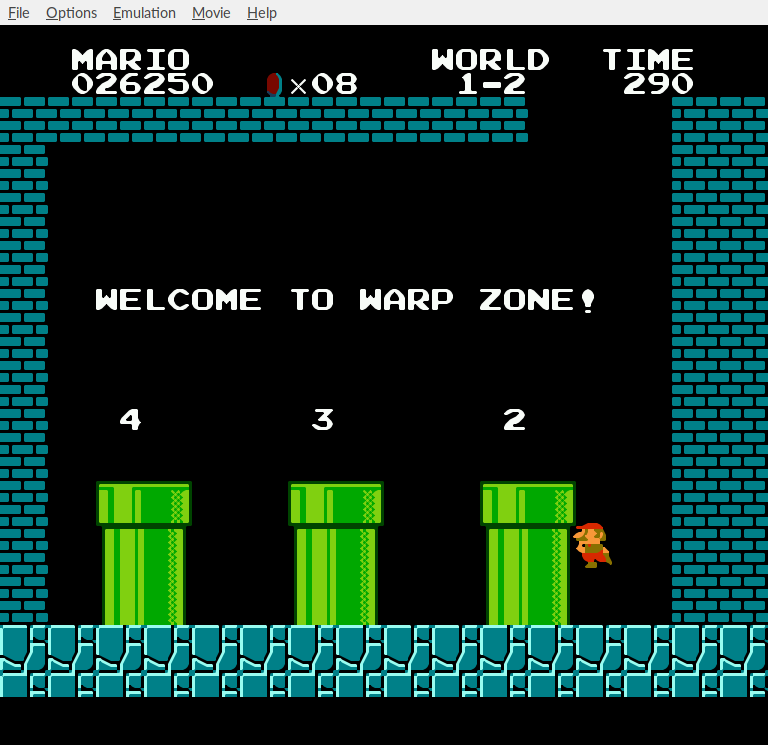 File Options Emulation Movie Help
MARIO WORLD TIME
026250 ×08 1-2 290
WELCOME TO WARP ZONE!
4 3 2